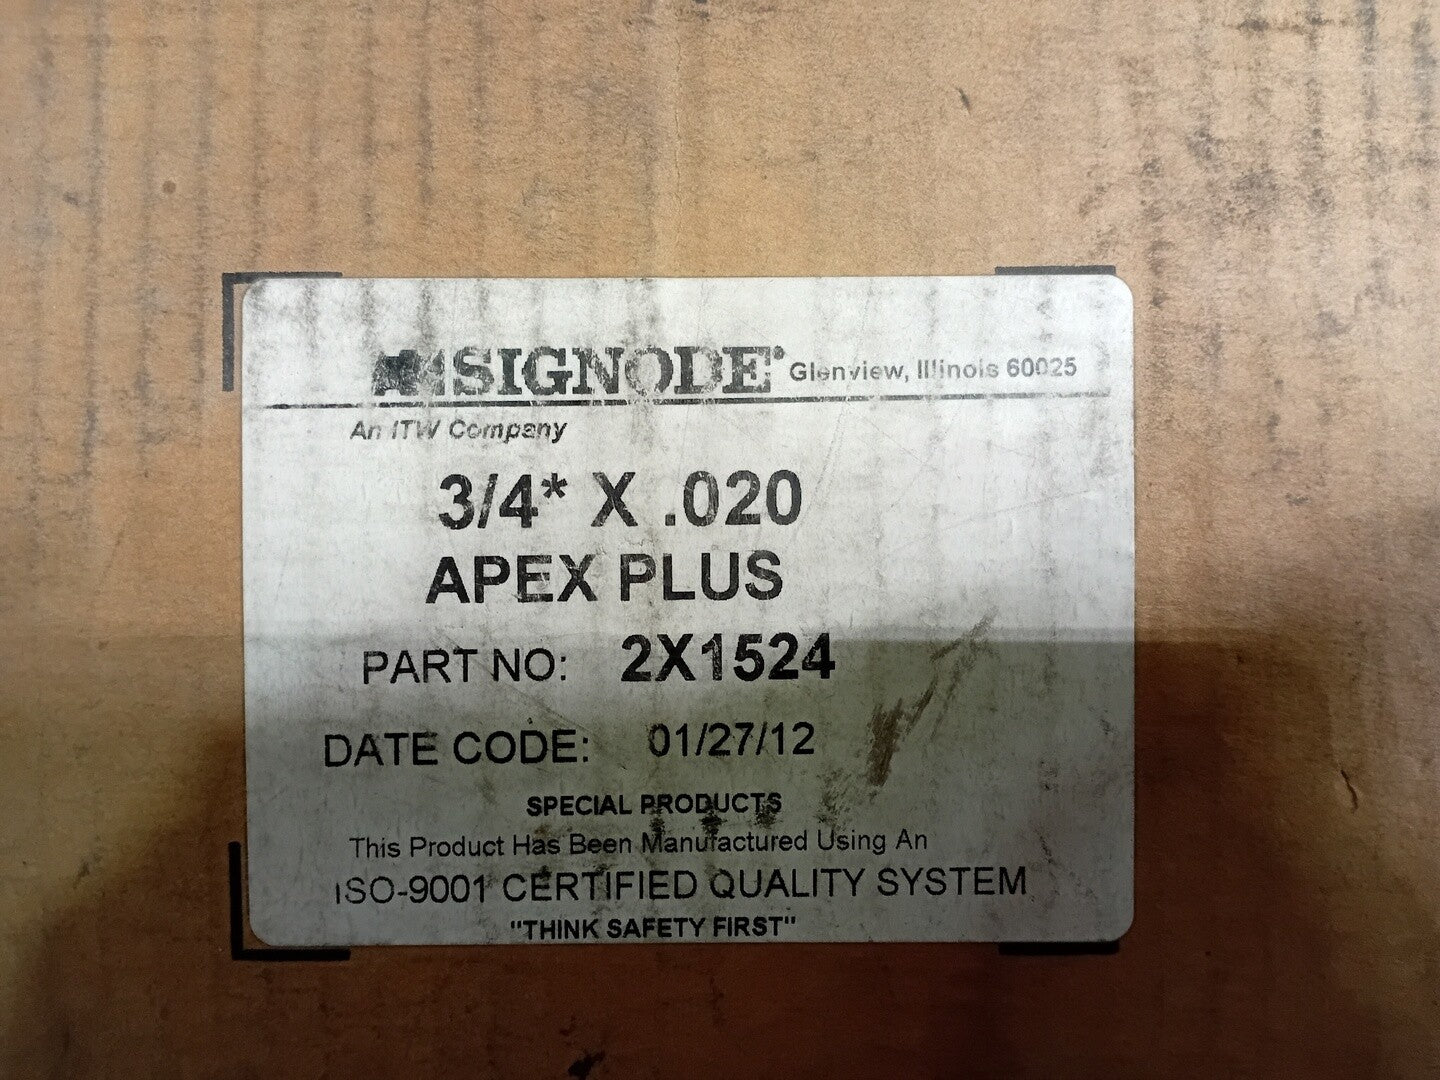 SIGNODE® Glenview, Illinois 60025
An ITW Company
3/4* X .020
APEX PLUS
PART NO: 2X1524
DATE CODE: 01/27/12
SPECIAL PRODUCTS
This Product Has Been Manufactured Using An
ISO-9001 CERTIFIED QUALITY SYSTEM
"THINK SAFETY FIRST"